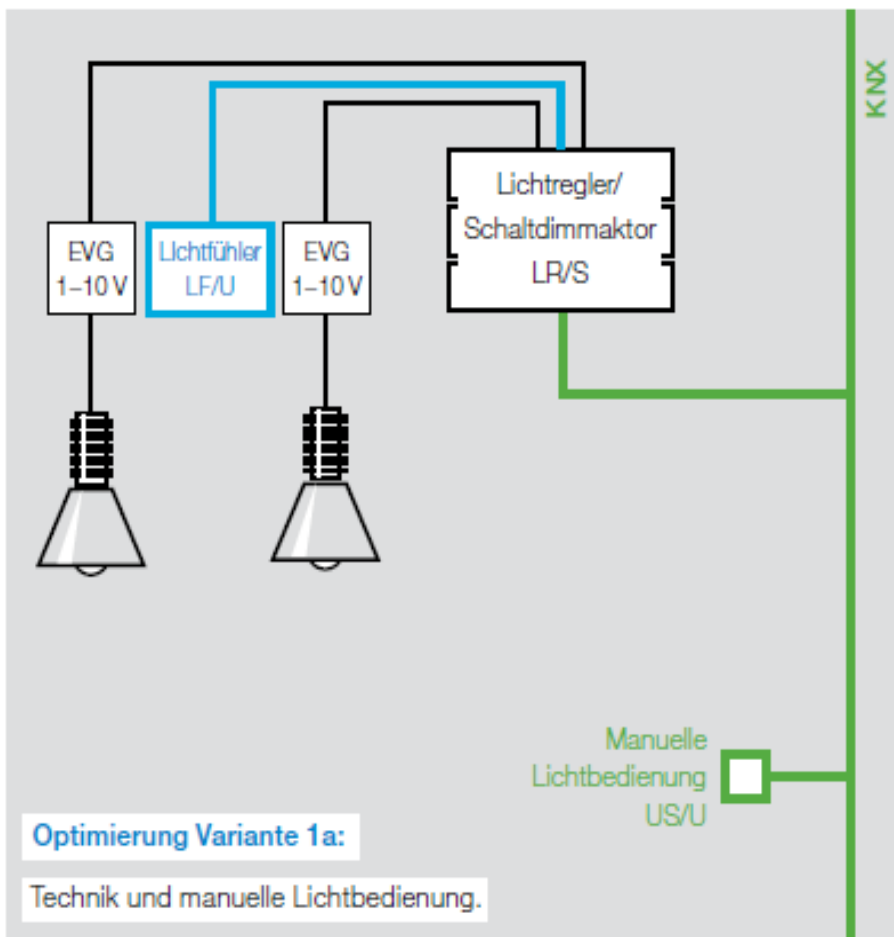 KNX
Lichtregler/
Schaltdimmaktor
LR/S
EVG
1–10 V
Lichtfühler
LF/U
EVG
1–10 V
Manuelle
Lichtbedienung
US/U
Optimierung Variante 1a:
Technik und manuelle Lichtbedienung.